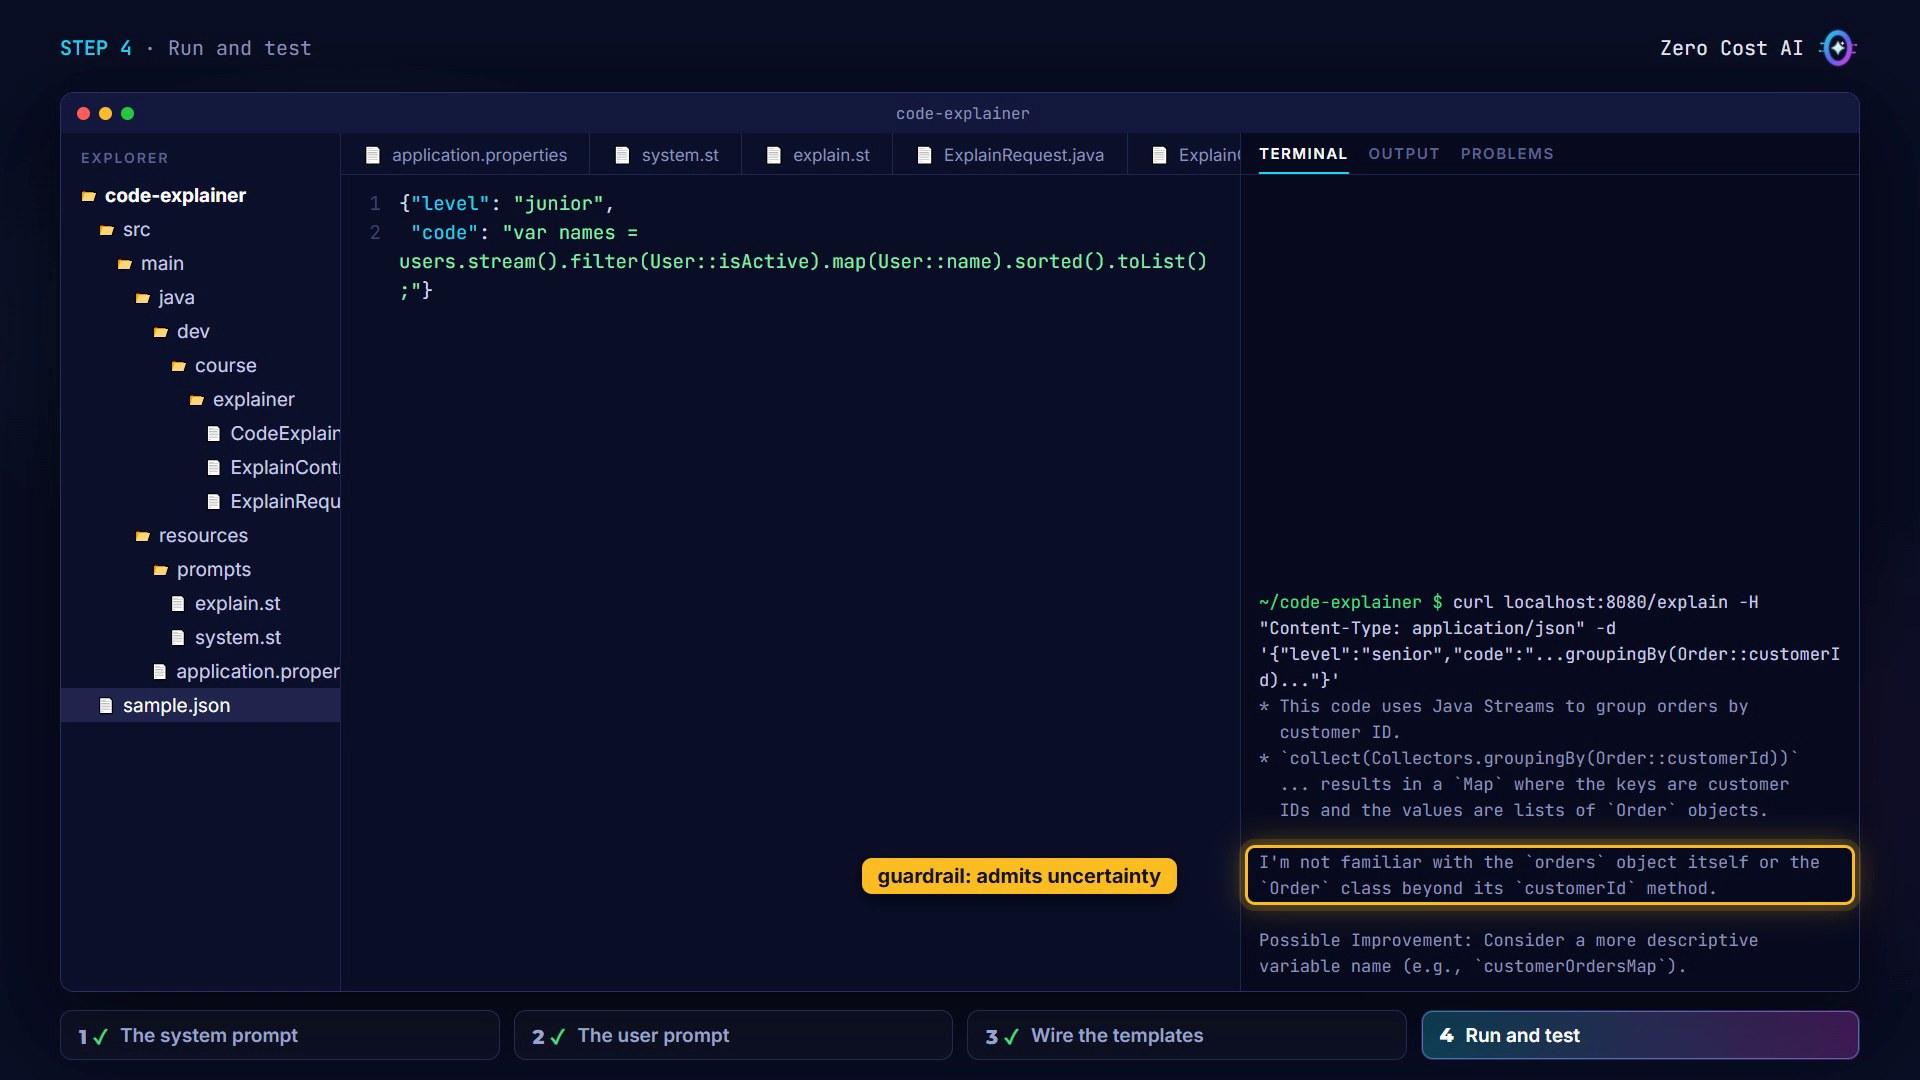 STEP 4 · Run and test
Zero Cost AI
code-explainer
EXPLORER
code-explainer
src
main
java
dev
course
explainer
CodeExplain
ExplainCont
ExplainRequ
resources
prompts
explain.st
system.st
application.proper
sample.json
application.properties
system.st
explain.st
ExplainRequest.java
Explain
1 {"level": "junior",
2 "code": "var names =
users.stream().filter(User::isActive).map(User::name).sorted().toList()
;"}
TERMINAL OUTPUT PROBLEMS
~/code-explainer $ curl localhost:8080/explain -H
"Content-Type: application/json" -d
'{"level":"senior","code":"...groupingBy(Order::customerI
d)..."}'
* This code uses Java Streams to group orders by
customer ID.
* `collect(Collectors.groupingBy(Order::customerId))`
... results in a `Map` where the keys are customer
IDs and the values are lists of `Order` objects.
guardrail: admits uncertainty
I'm not familiar with the `orders` object itself or the
`Order` class beyond its `customerId` method.
Possible Improvement: Consider a more descriptive
variable name (e.g., `customerOrdersMap`).
1 ✓ The system prompt
2 ✓ The user prompt
3 ✓ Wire the templates
4 Run and test